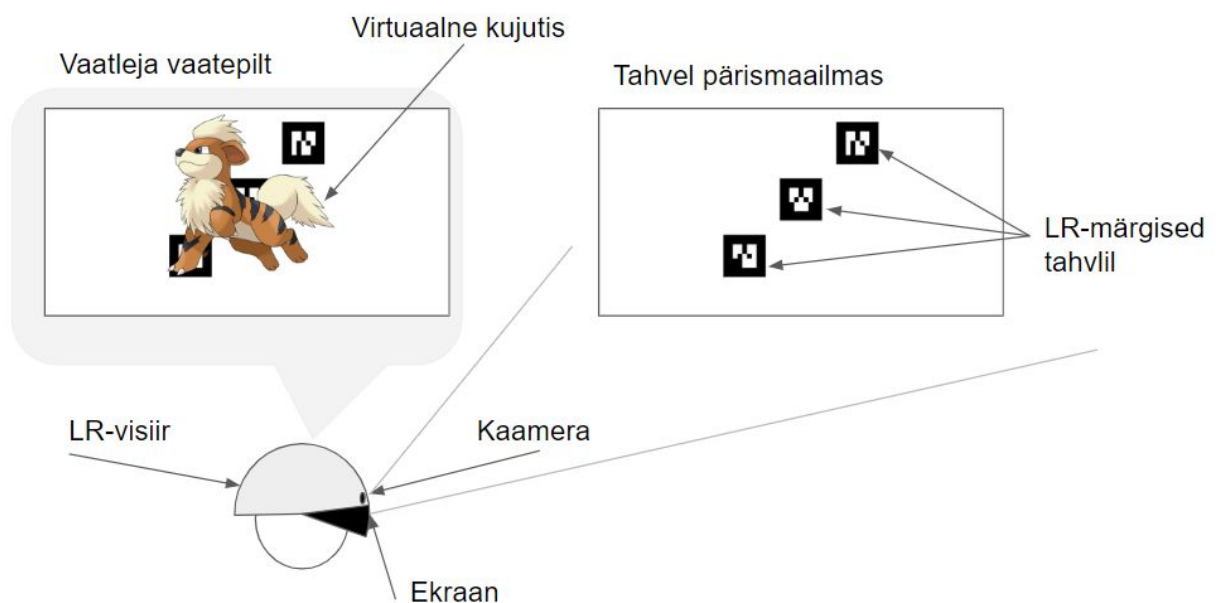 Virtuaalne kujutis
Vaatleja vaatepilt
Tahvel pärismaailmas
LR-märgised
tahvlil
LR-visiir
Kaamera
Ekraan